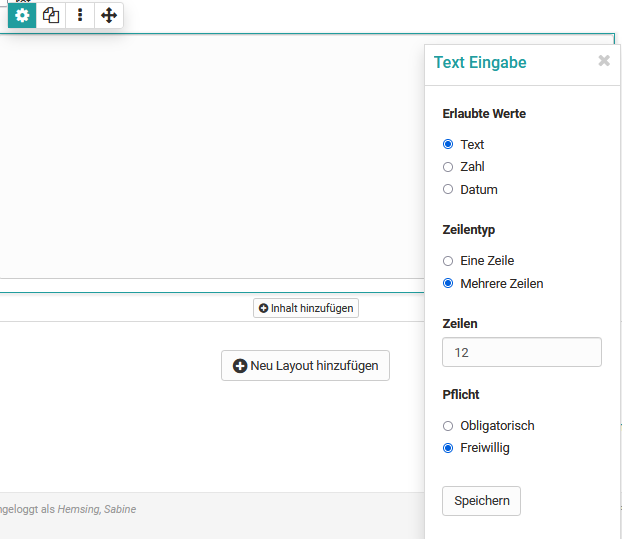 Text Eingabe
Erlaubte Werte
Text
Zahl
Datum
Zeilentyp
Eine Zeile
Mehrere Zeilen
Inhalt hinzufügen
Zeilen
12
Neu Layout hinzufügen
Pflicht
Obligatorisch
Freiwillig
Speichern
ngeloggt als Hemsing, Sabine